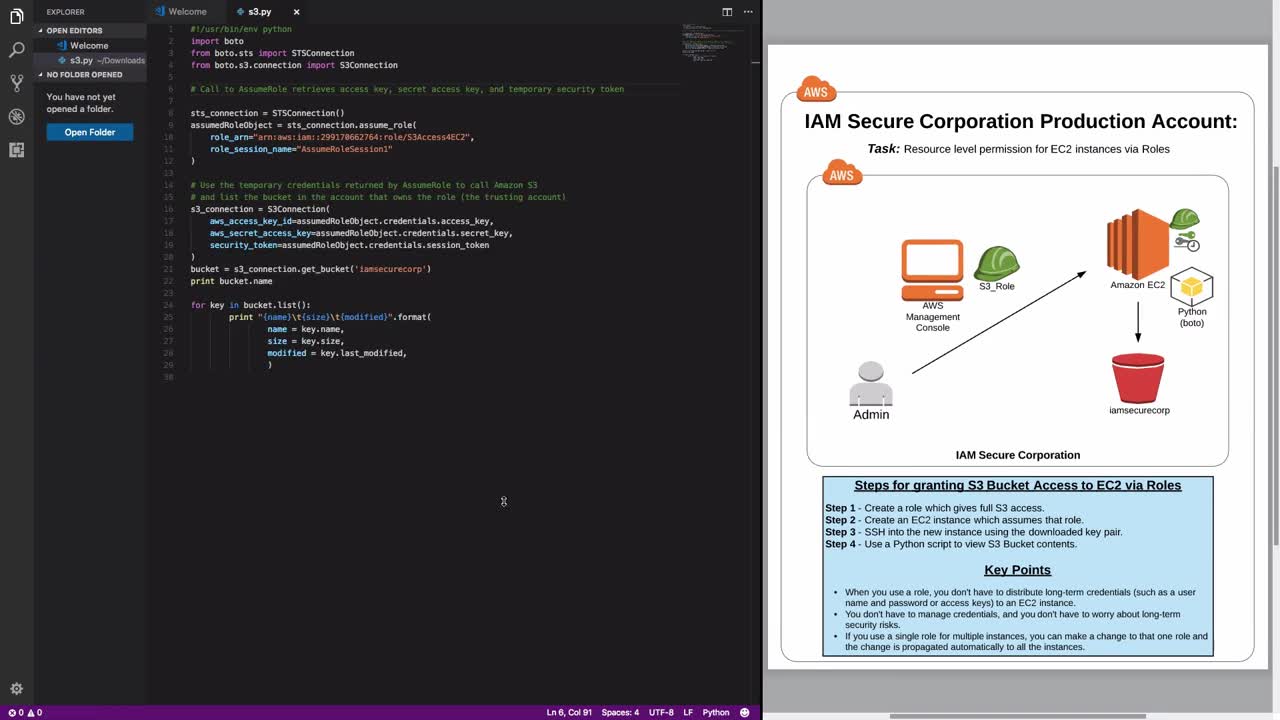 EXPLORER
OPEN EDITORS
Welcome
s3.py ~/Downloads
NO FOLDER OPENED
You have not yet
opened a folder.
Open Folder
Welcome
s3.py
1 #!/usr/bin/env python
2 import boto
3 from boto.sts import STSConnection
4 from boto.s3.connection import S3Connection
5
6 # Call to AssumeRole retrieves access key, secret access key, and temporary security token
7
8 sts_connection = STSConnection()
9 assumedRoleObject = sts_connection.assume_role(
10 role_arn="arn:aws:iam::299170662764:role/S3Access4EC2",
11 role_session_name="AssumeRoleSession1"
12 )
13
14 # Use the temporary credentials returned by AssumeRole to call Amazon S3
15 # and list the bucket in the account that owns the role (the trusting account)
16 s3_connection = S3Connection(
17 aws_access_key_id=assumedRoleObject.credentials.access_key,
18 aws_secret_access_key=assumedRoleObject.credentials.secret_key,
19 security_token=assumedRoleObject.credentials.session_token
20 )
21 bucket = s3_connection.get_bucket('iamsecurecorp')
22 print bucket.name
23
24 for key in bucket.list():
25 print "{name}\t{size}\t{modified}".format(
26 name = key.name,
27 size = key.size,
28 modified = key.last_modified,
29 )
30
0 0
Ln 6, Col 91 Spaces: 4 UTF-8 LF Python
AWS
IAM Secure Corporation Production Account:
Task: Resource level permission for EC2 instances via Roles
AWS
S3_Role
AWS
Management
Console
Amazon EC2
Python
(boto)
Admin
iamsecurecorp
IAM Secure Corporation
Steps for granting S3 Bucket Access to EC2 via Roles
Step 1 - Create a role which gives full S3 access.
Step 2 - Create an EC2 instance which assumes that role.
Step 3 - SSH into the new instance using the downloaded key pair.
Step 4 - Use a Python script to view S3 Bucket contents.
Key Points
• When you use a role, you don't have to distribute long-term credentials (such as a user
name and password or access keys) to an EC2 instance.
• You don't have to manage credentials, and you don't have to worry about long-term
security risks.
• If you use a single role for multiple instances, you can make a change to that one role and
the change is propagated automatically to all the instances.